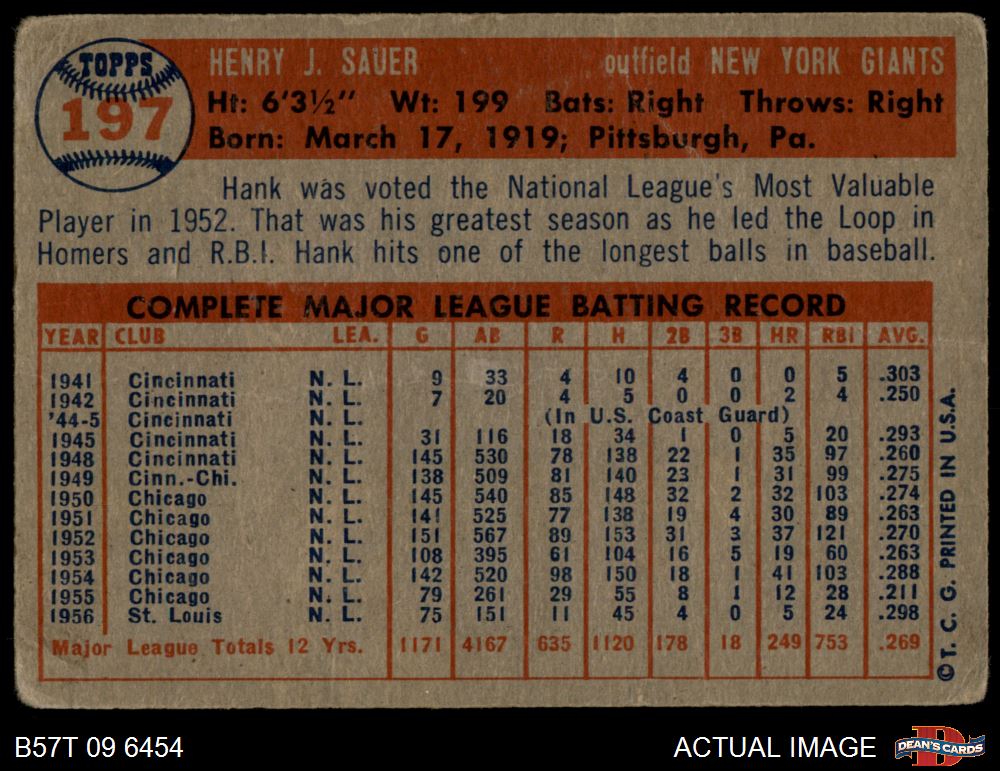 TOPPS
197
HENRY J. SAUER outfield NEW YORK GIANTS
Ht: 6'3½" Wt: 199 Bats: Right Throws: Right
Born: March 17, 1919; Pittsburgh, Pa.
Hank was voted the National League's Most Valuable
Player in 1952. That was his greatest season as he led the Loop in
Homers and R.B.I. Hank hits one of the longest balls in baseball.
COMPLETE MAJOR LEAGUE BATTING RECORD
YEAR CLUB LEA. G AB R H 2B 3B HR RBI AVG.
1941 Cincinnati N. L. 9 33 4 10 4 0 0 5 .303
1942 Cincinnati N. L. 7 20 4 5 0 0 2 4 .250
'44-5 Cincinnati N. L. (In U.S. Coast Guard)
1945 Cincinnati N. L. 31 116 18 34 1 0 5 20 .293
1948 Cincinnati N. L. 145 530 78 138 22 1 35 97 .260
1949 Cinn.-Chi. N. L. 138 509 81 140 23 1 31 99 .275
1950 Chicago N. L. 145 540 85 148 32 2 32 103 .274
1951 Chicago N. L. 141 525 77 138 19 4 30 89 .263
1952 Chicago N. L. 151 567 89 153 31 3 37 121 .270
1953 Chicago N. L. 108 395 61 104 16 5 19 60 .263
1954 Chicago N. L. 142 520 98 150 18 1 41 103 .288
1955 Chicago N. L. 79 261 29 55 8 1 12 28 .211
1956 St. Louis N. L. 75 151 11 45 4 0 5 24 .298
Major League Totals 12 Yrs. 1171 4167 635 1120 178 18 249 753 .269
©T. C. G. PRINTED IN U.S.A.
B57T 09 6454
ACTUAL IMAGE
D
DEAN'S CARDS